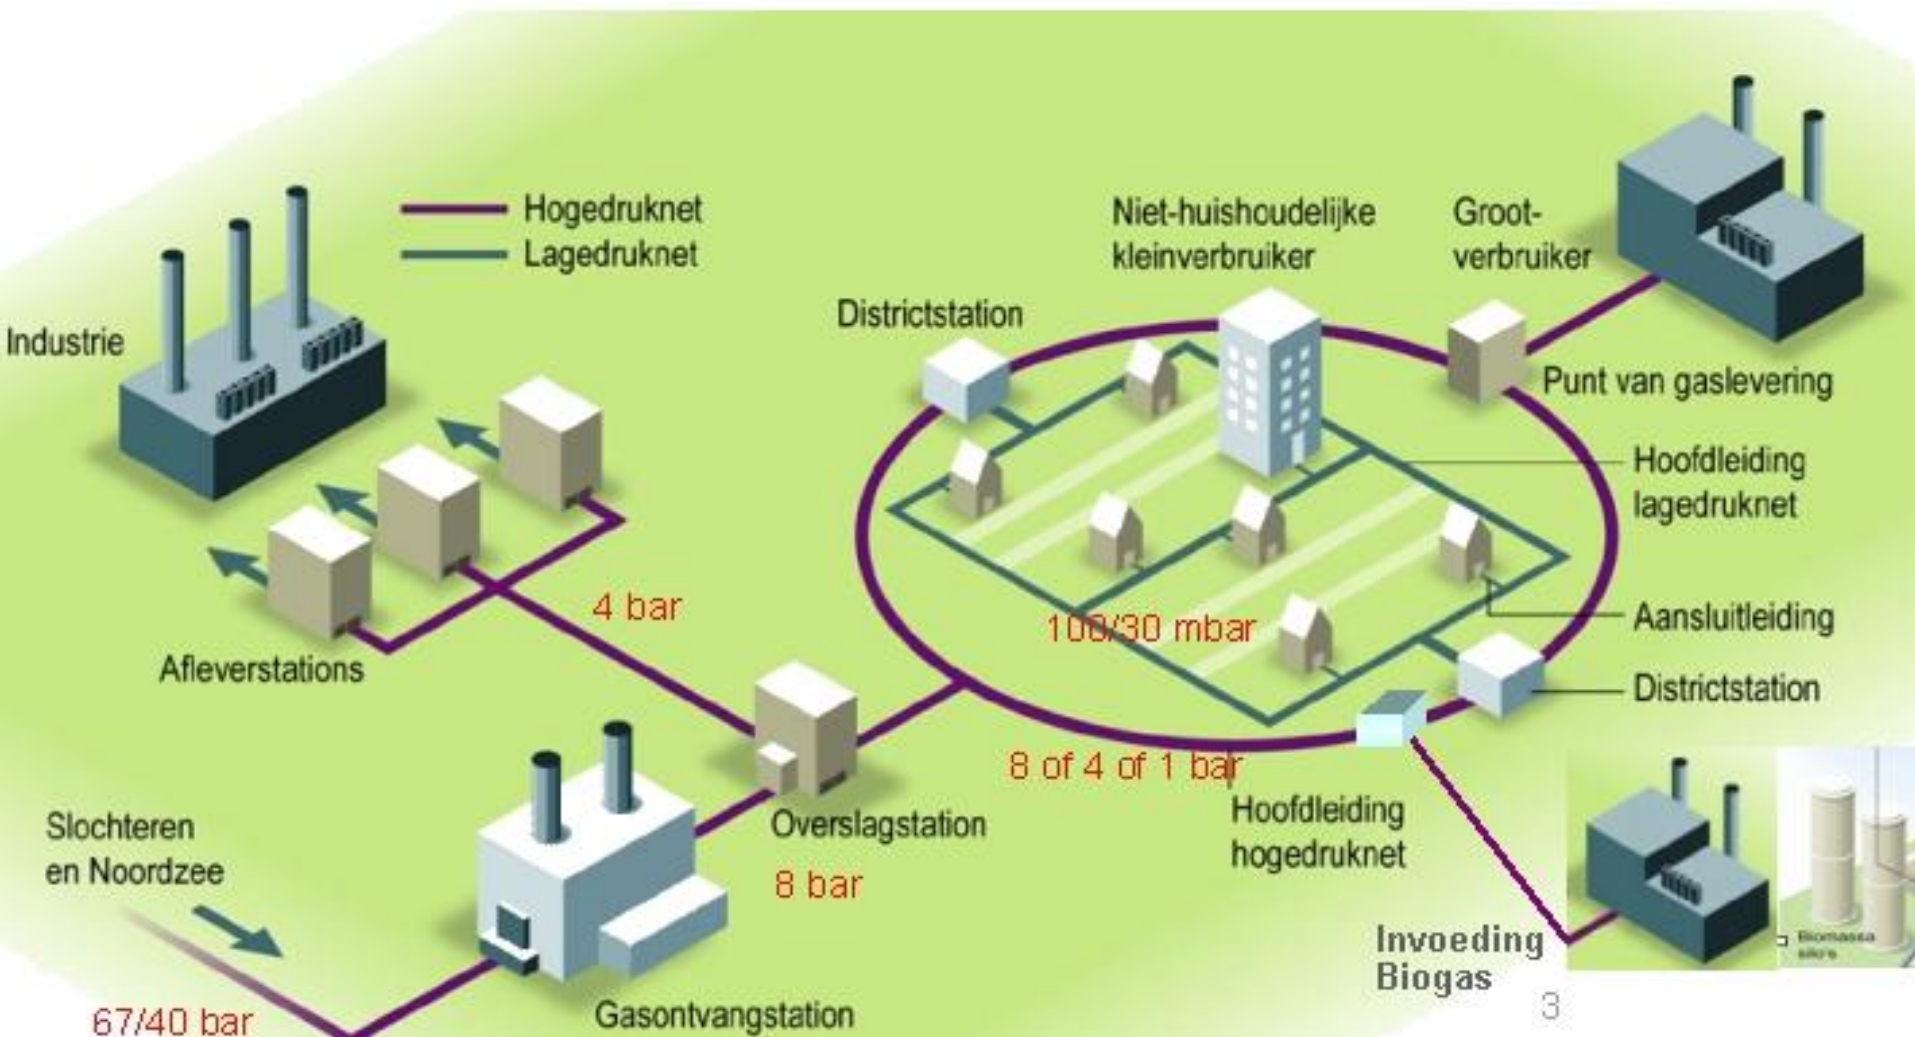 Hogedruknet
Lagedruknet
Niet-huishoudelijke
kleinverbruiker
Groot-
verbruiker
Districtstation
Industrie
Punt van gaslevering
Hoofdleiding
lagedruknet
4 bar
100/30 mbar
Aansluitleiding
Afleverstations
Districtstation
8 of 4 of 1 bar
Hoofdleiding
hogedruknet
Overslagstation
Slochteren
en Noordzee
8 bar
Invoeding
Biogas
Biomassa
silo's
Gasontvangstation
67/40 bar
3